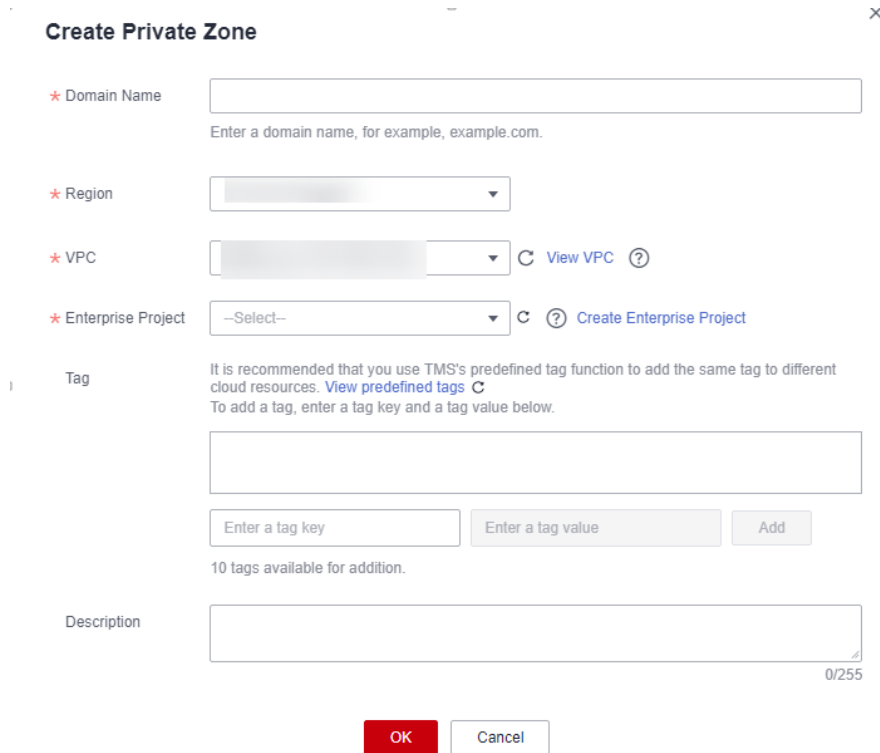 Create Private Zone
* Domain Name
Enter a domain name, for example, example.com.
* Region
* VPC
View VPC ?
* Enterprise Project --Select-- ? Create Enterprise Project
Tag
It is recommended that you use TMS's predefined tag function to add the same tag to different
cloud resources. View predefined tags
To add a tag, enter a tag key and a tag value below.
Enter a tag key Enter a tag value Add
10 tags available for addition.
Description
0/255
OK Cancel